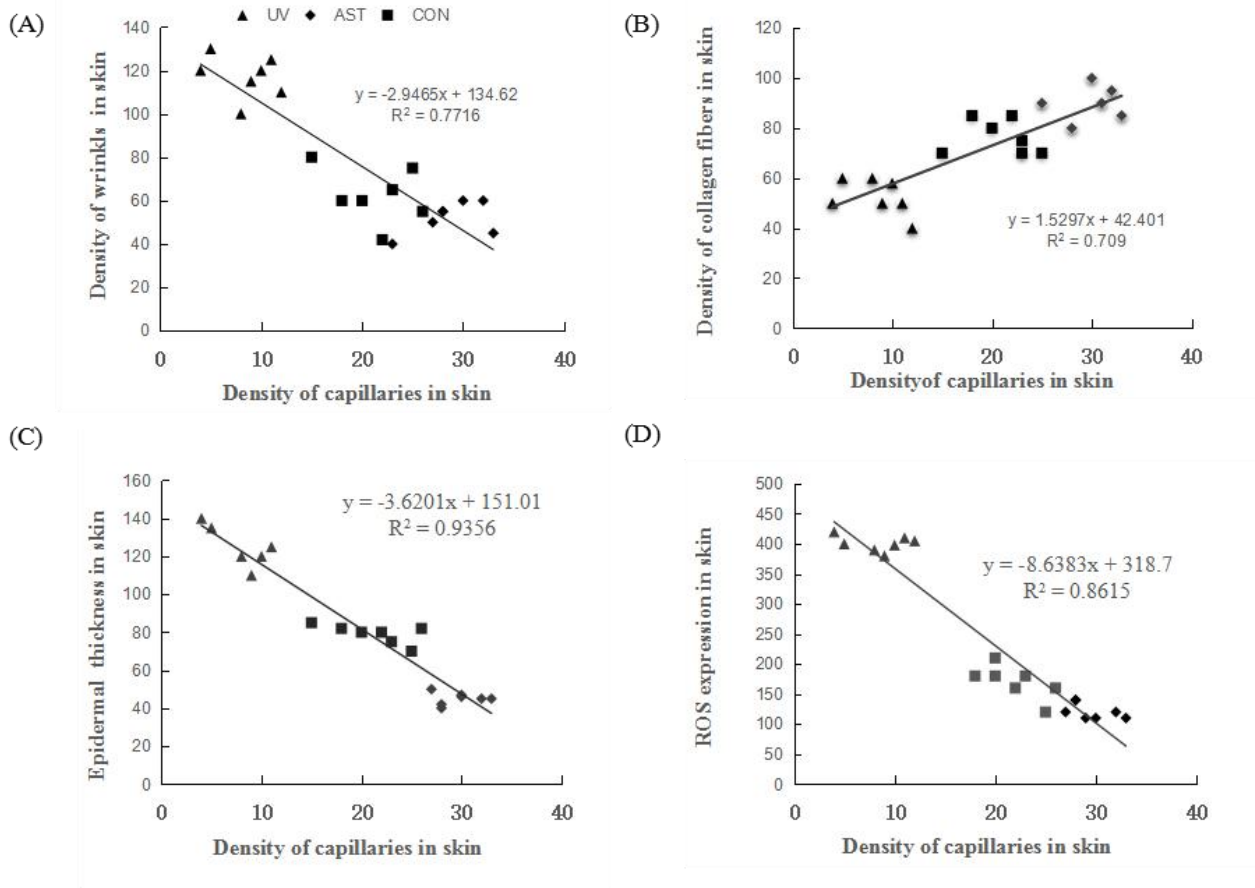 (A)
UV AST CON
140
120
100
80
60
40
20
0
Density of wrinkls in skin
y = -2.9465x + 134.62
R² = 0.7716
0 10 20 30 40
Density of capillaries in skin
(B)
120
100
80
60
40
20
0
Density of collagen fibers in skin
y = 1.5297x + 42.401
R² = 0.709
0 10 20 30 40
Densityof capillaries in skin
(C)
160
140
120
100
80
60
40
20
0
Epidermal thickness in skin
y = -3.6201x + 151.01
R² = 0.9356
0 10 20 30 40
Density of capillaries in skin
(D)
500
450
400
350
300
250
200
150
100
50
0
ROS expression in skin
y = -8.6383x + 318.7
R² = 0.8615
0 10 20 30 40
Density of capillaries in skin